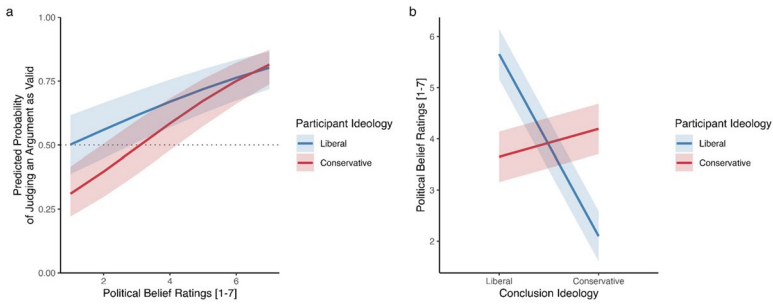 a
1.00
0.75
0.50
0.25
0.00
Predicted Probability
of Judging an Argument as Valid
2
4
6
Political Belief Ratings [1-7]
Participant Ideology
Liberal
Conservative
b
6
5
4
3
2
Political Belief Ratings [1-7]
Liberal
Conservative
Conclusion Ideology
Participant Ideology
Liberal
Conservative